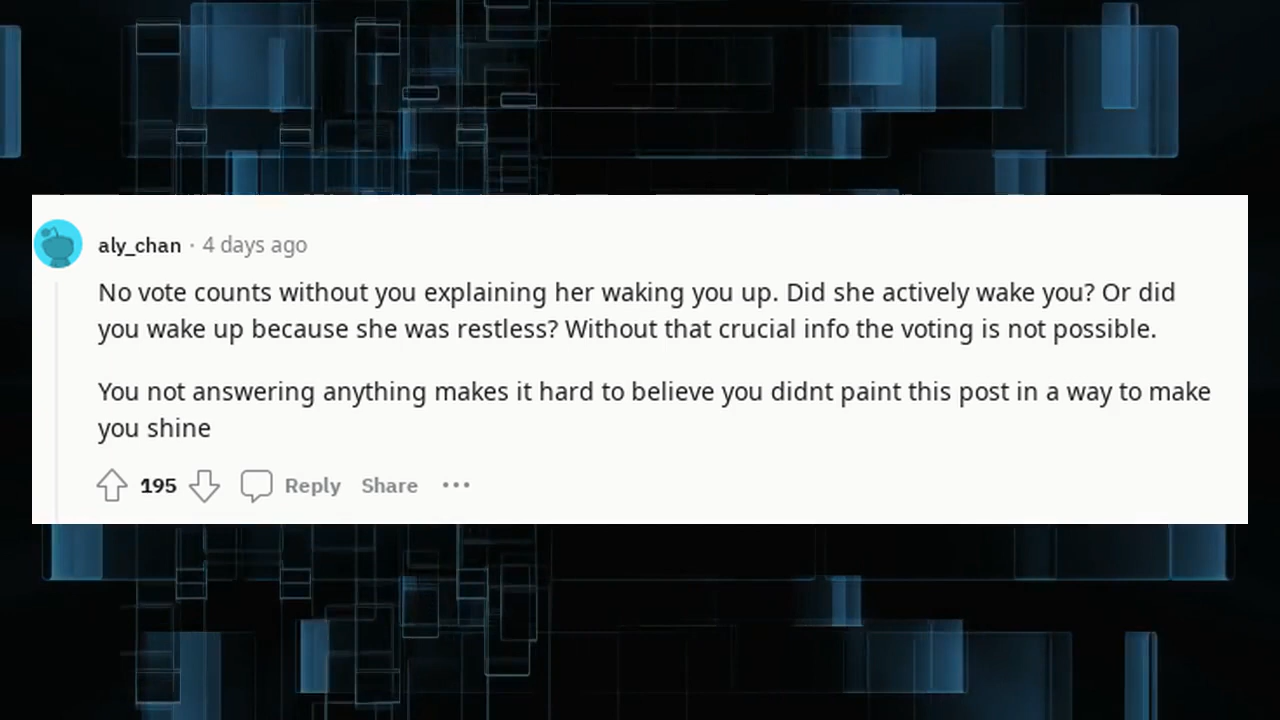 aly_chan · 4 days ago
No vote counts without you explaining her waking you up. Did she actively wake you? Or did
you wake up because she was restless? Without that crucial info the voting is not possible.
You not answering anything makes it hard to believe you didnt paint this post in a way to make
you shine
195 Reply Share ···